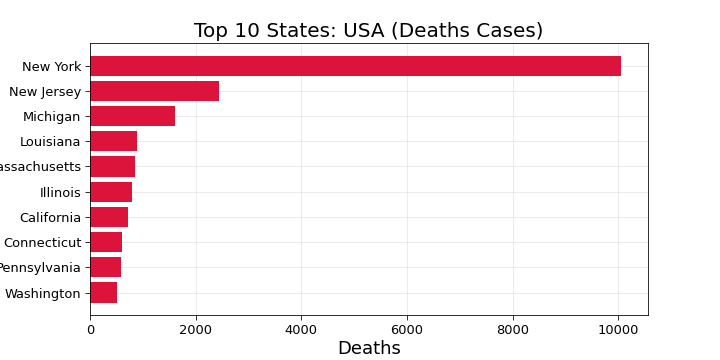 Top 10 States: USA (Deaths Cases)
New York
New Jersey
Michigan
Louisiana
assachusetts
Illinois
California
Connecticut
Pennsylvania
Washington
0 2000 4000 6000 8000 10000
Deaths